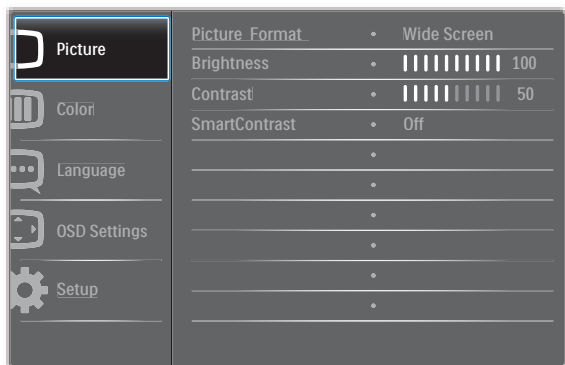 Picture
Color
Language
OSD Settings
Setup
Picture Format • Wide Screen
Brightness • 100
Contrast • 50
SmartContrast • Off